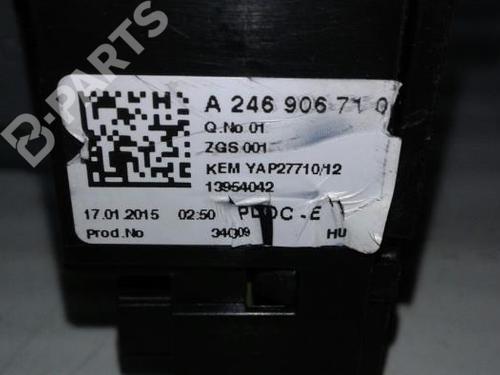 B-PARTS
A 246 906 71 0
Q.No 01
ZGS 001
KEM YAP27710/12
13954042
17.01.2015 02:50
Prod.No HU